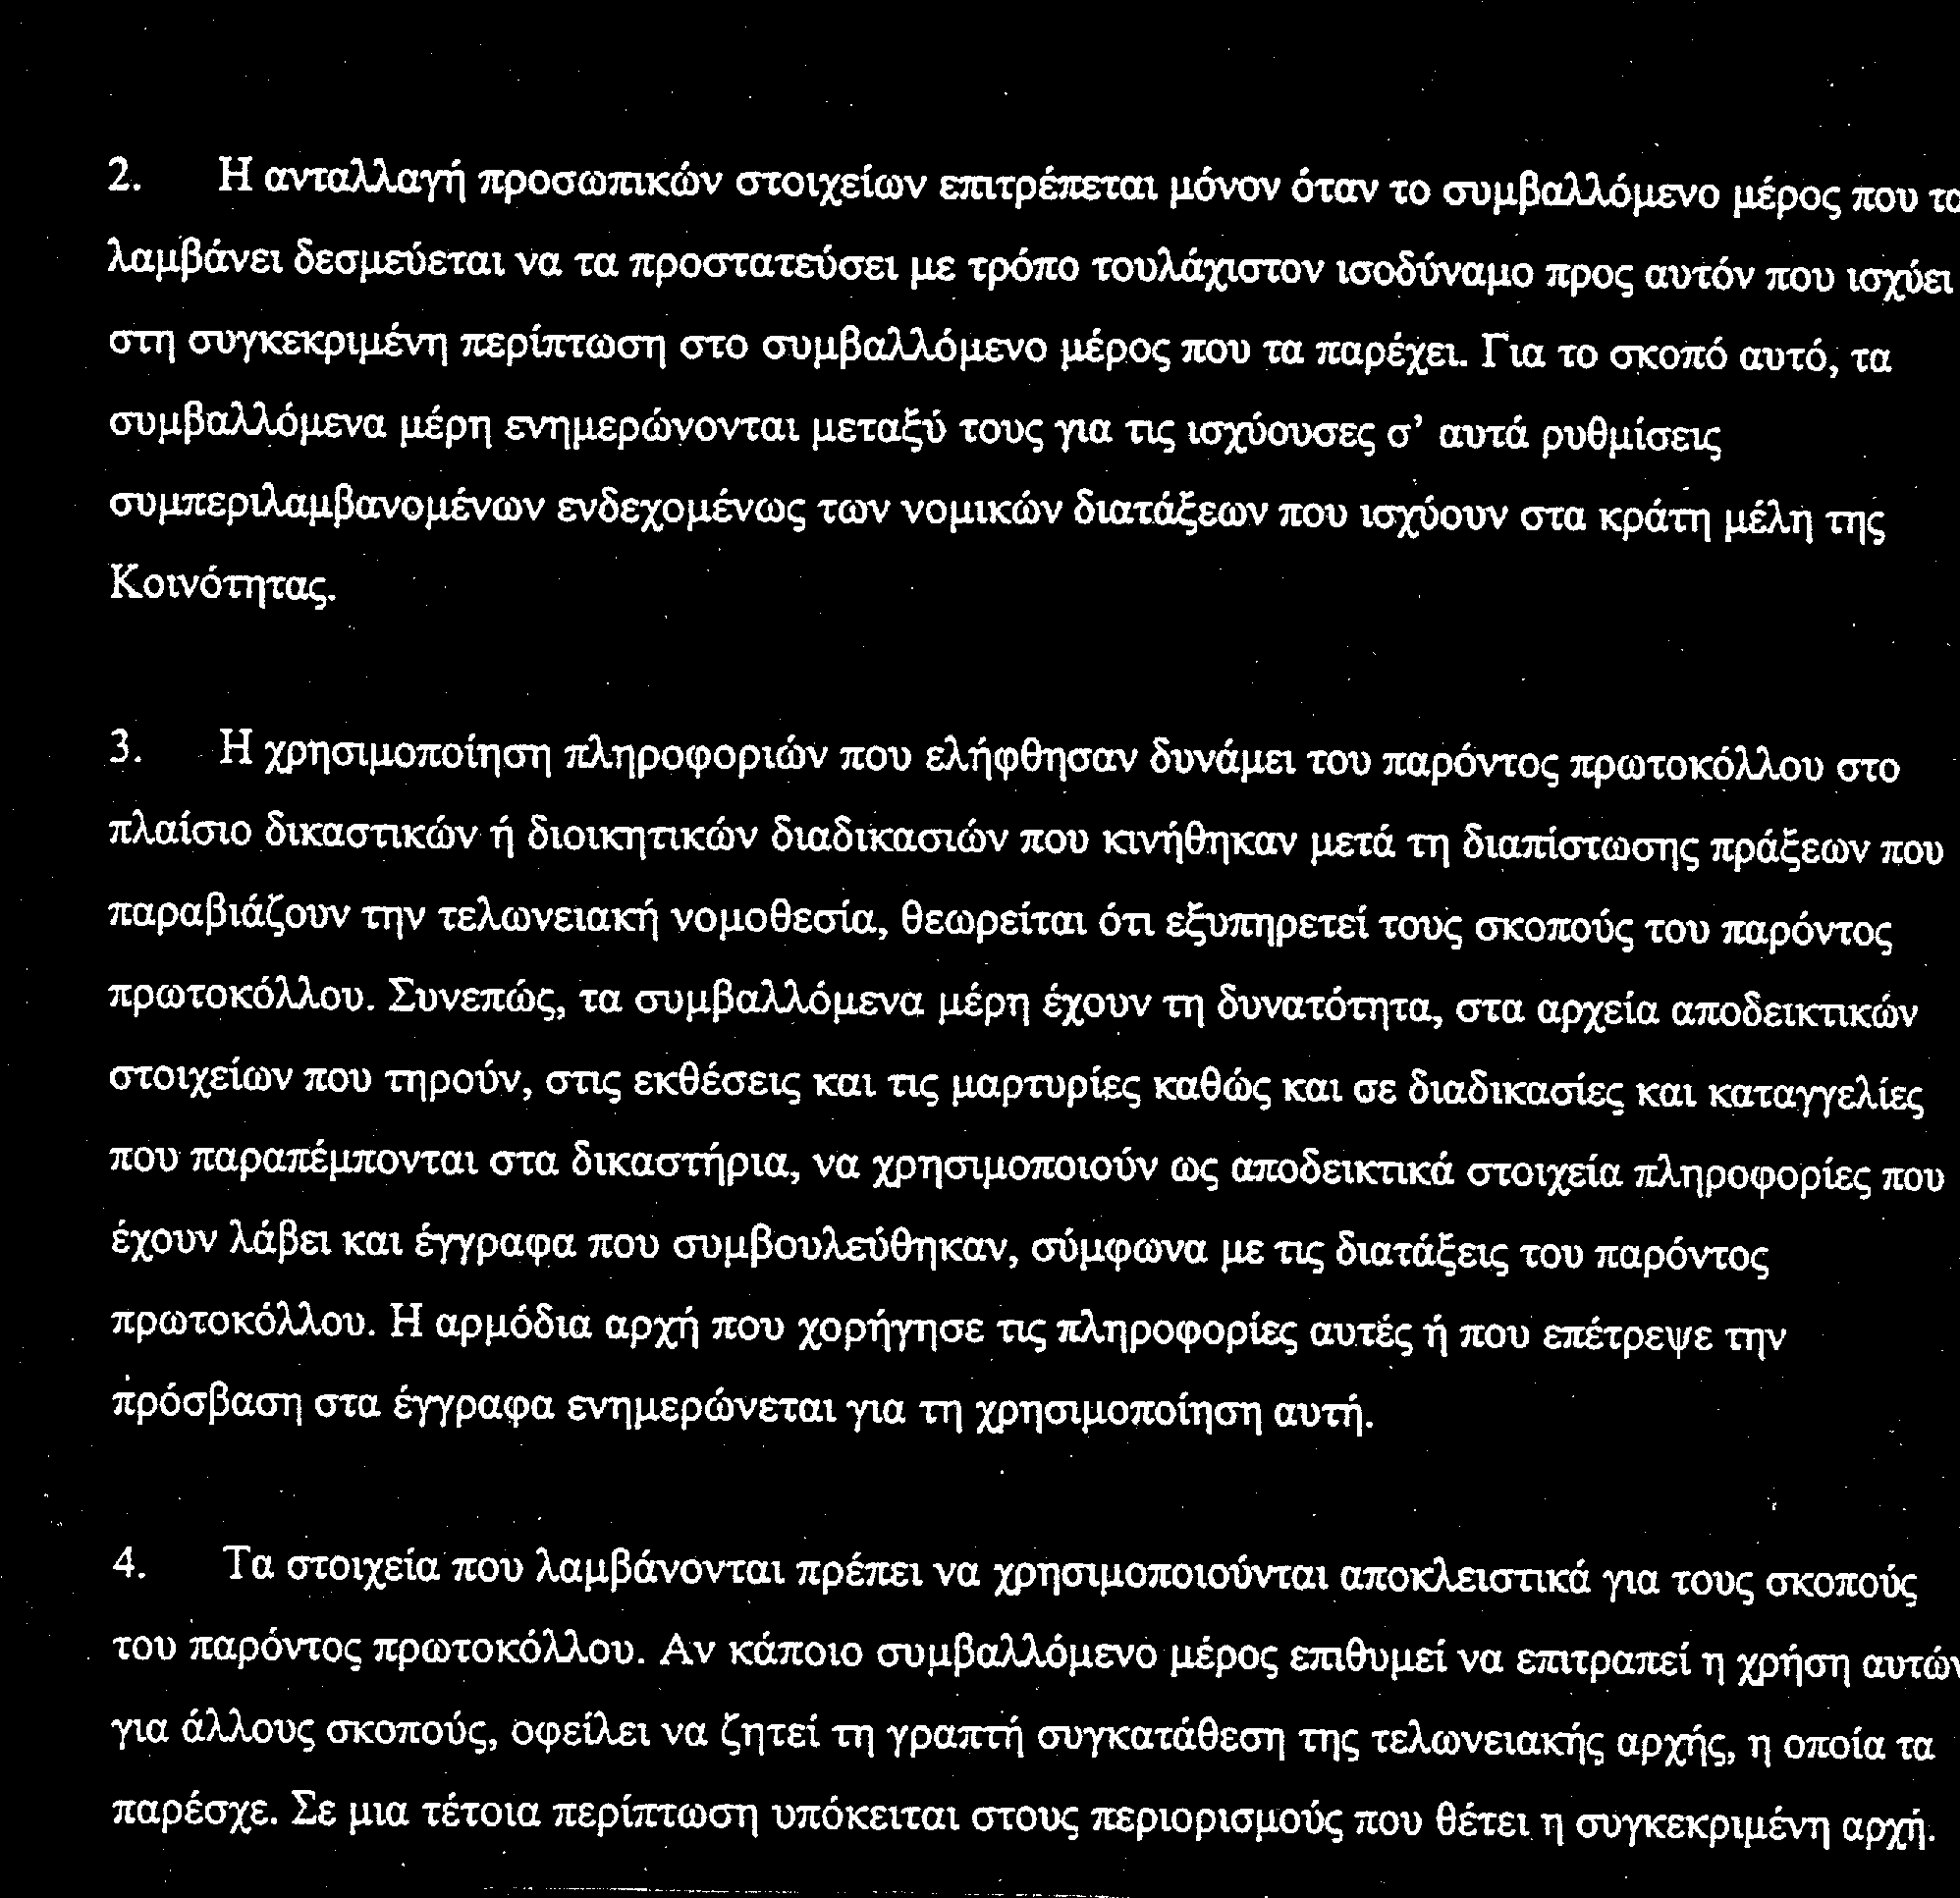 2. Η ανταλλαγή προσωπικών στοιχείων επιτρέπεται μόνον όταν το συμβαλλόμενο μέρος που τα
λαμβάνει δεσμεύεται να τα προστατεύσει με τρόπο τουλάχιστον ισοδύναμο προς αυτόν που ισχύει
στη συγκεκριμένη περίπτωση στο συμβαλλόμενο μέρος που τα παρέχει. Για το σκοπό αυτό, τα
συμβαλλόμενα μέρη ενημερώνονται μεταξύ τους για τις ισχύουσες σ’ αυτά ρυθμίσεις
συμπεριλαμβανομένων ενδεχομένως των νομικών διατάξεων που ισχύουν στα κράτη μέλη της
Κοινότητας.
3. Η χρησιμοποίηση πληροφοριών που ελήφθησαν δυνάμει του παρόντος πρωτοκόλλου στο
πλαίσιο δικαστικών ή διοικητικών διαδικασιών που κινήθηκαν μετά τη διαπίστωσης πράξεων που
παραβιάζουν την τελωνειακή νομοθεσία, θεωρείται ότι εξυπηρετεί τους σκοπούς του παρόντος
πρωτοκόλλου. Συνεπώς, τα συμβαλλόμενα μέρη έχουν τη δυνατότητα, στα αρχεία αποδεικτικών
στοιχείων που τηρούν, στις εκθέσεις και τις μαρτυρίες καθώς και σε διαδικασίες και καταγγελίες
που παραπέμπονται στα δικαστήρια, να χρησιμοποιούν ως αποδεικτικά στοιχεία πληροφορίες που
έχουν λάβει και έγγραφα που συμβουλεύθηκαν, σύμφωνα με τις διατάξεις του παρόντος
πρωτοκόλλου. Η αρμόδια αρχή που χορήγησε τις πληροφορίες αυτές ή που επέτρεψε την
πρόσβαση στα έγγραφα ενημερώνεται για τη χρησιμοποίηση αυτή.
4. Τα στοιχεία που λαμβάνονται πρέπει να χρησιμοποιούνται αποκλειστικά για τους σκοπούς
του παρόντος πρωτοκόλλου. Αν κάποιο συμβαλλόμενο μέρος επιθυμεί να επιτραπεί η χρήση αυτών
για άλλους σκοπούς, οφείλει να ζητεί τη γραπτή συγκατάθεση της τελωνειακής αρχής, η οποία τα
παρέσχε. Σε μια τέτοια περίπτωση υπόκειται στους περιορισμούς που θέτει η συγκεκριμένη αρχή.